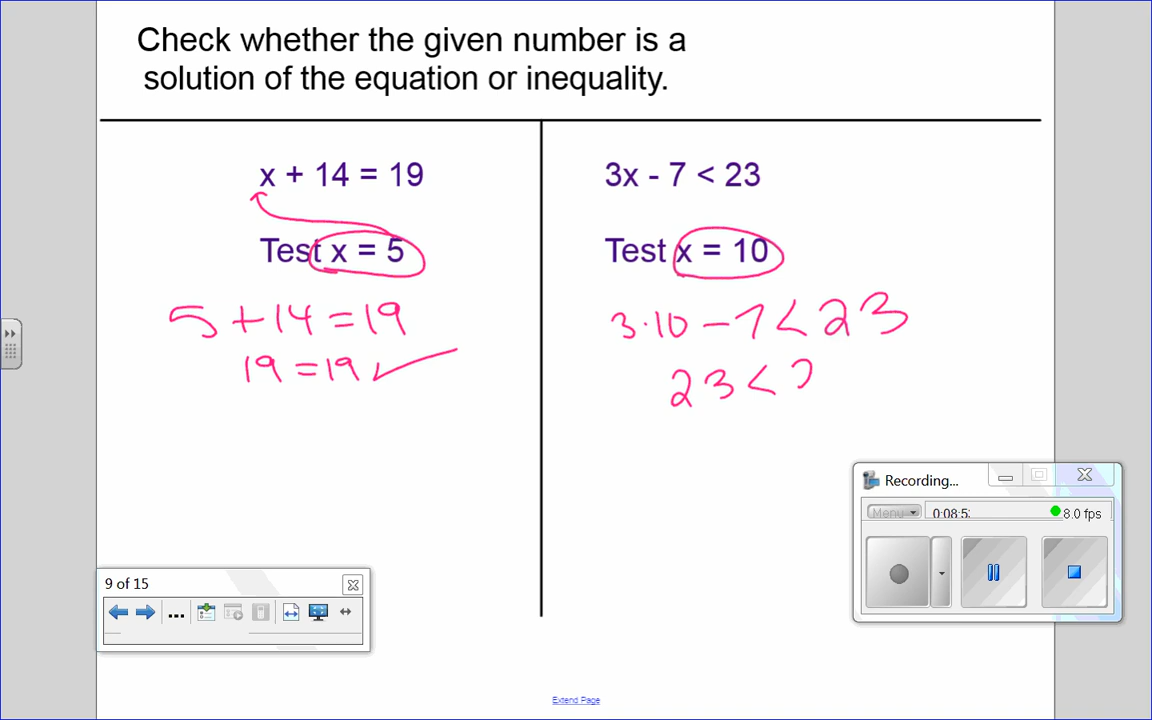 Check whether the given number is a
solution of the equation or inequality.
x + 14 = 19
Test x = 5
5 + 14 = 19
19 = 19 ✓
3x - 7 < 23
Test x = 10
3·10 - 7 < 23
23 < 2
Recording...
Menu
0:08:5
8.0 fps
9 of 15
...
Extend Page